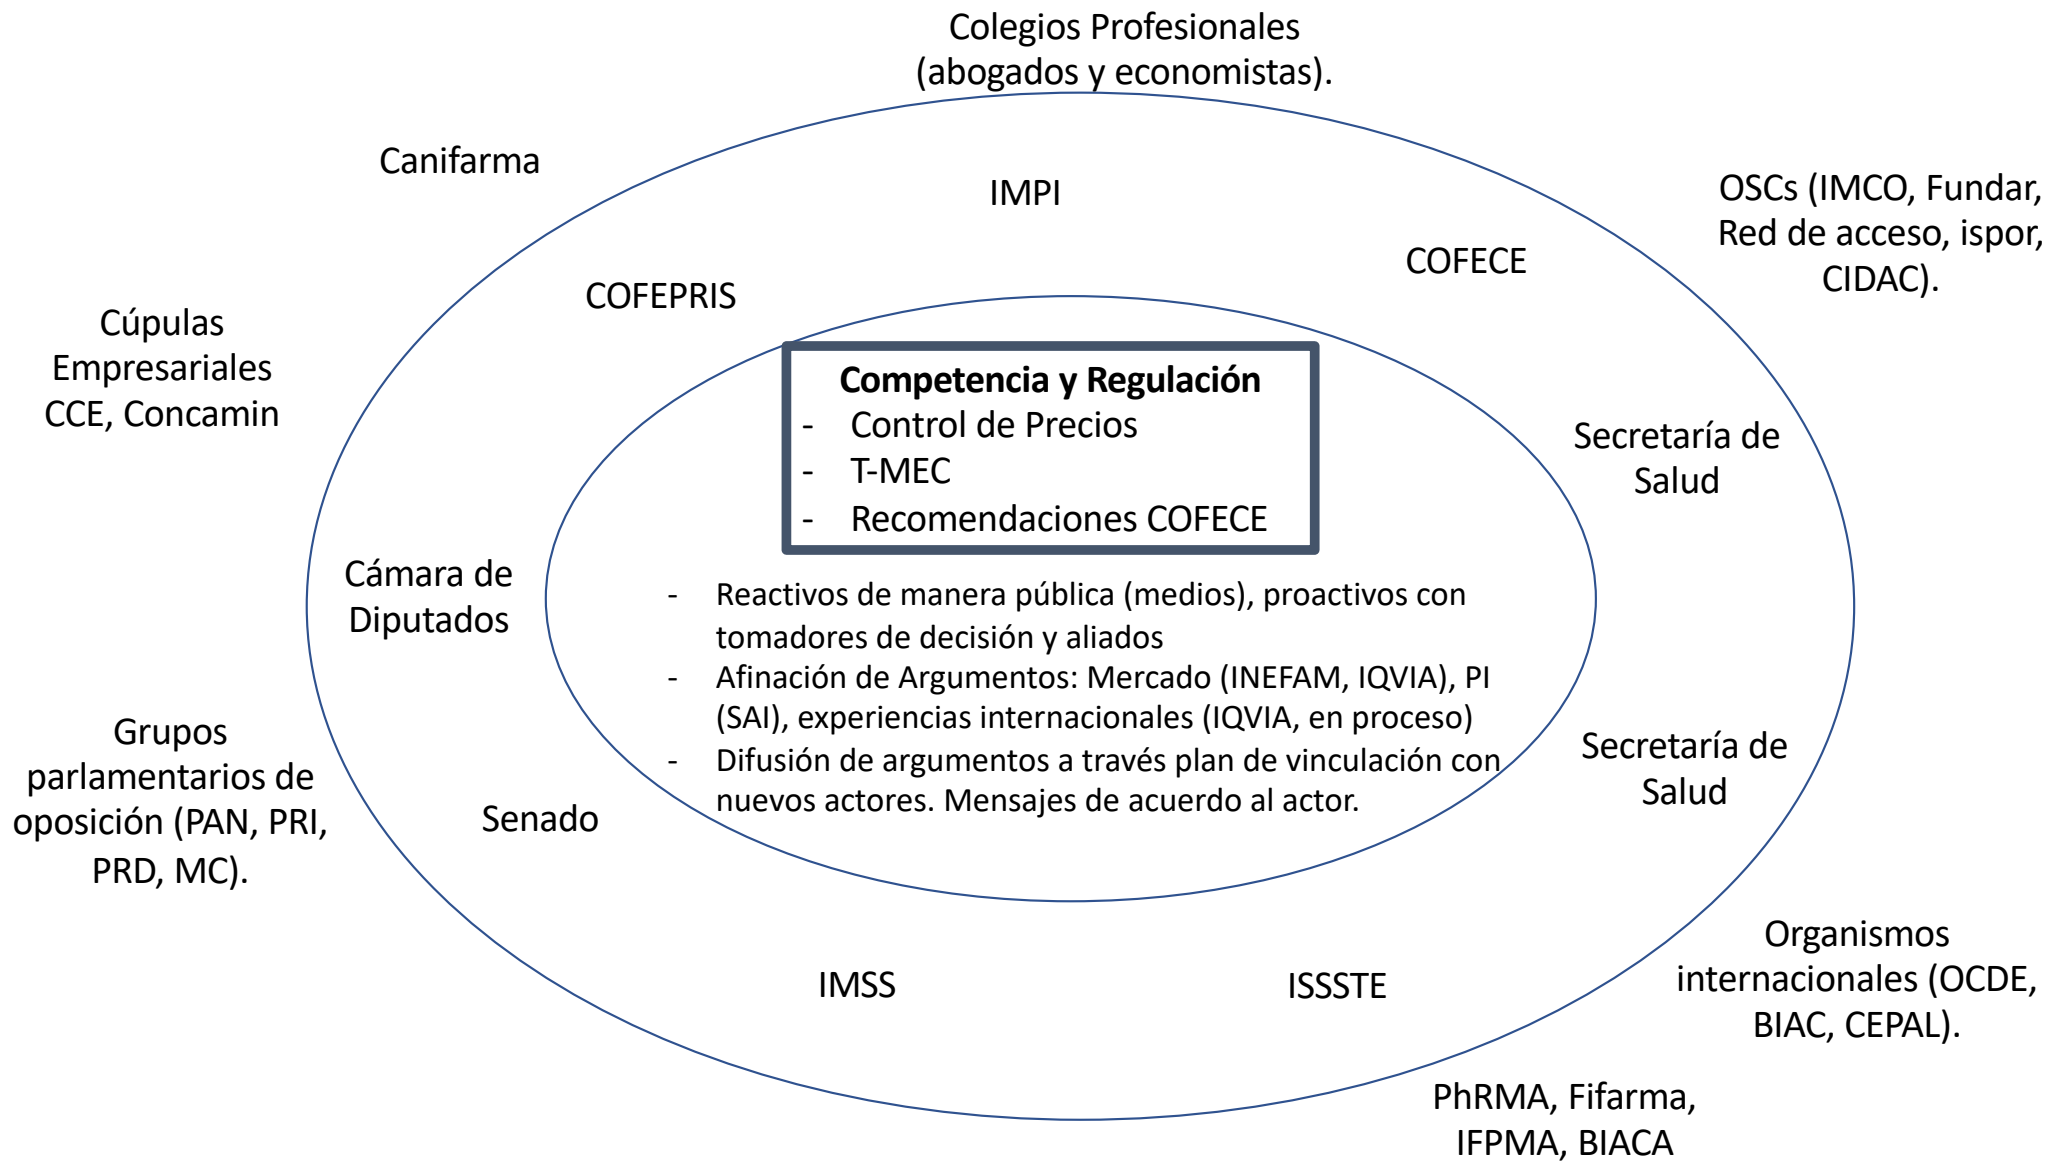 Colegios Profesionales
(abogados y economistas).
Canifarma
IMPI
OSCs (IMCO, Fundar,
Red de acceso, ispor,
CIDAC).
COFECE
COFEPRIS
Cúpulas
Empresariales
CCE, Concamin
Competencia y Regulación
- Control de Precios
- T-MEC
- Recomendaciones COFECE
Secretaría de
Salud
Cámara de
Diputados
- Reactivos de manera pública (medios), proactivos con
tomadores de decisión y aliados
- Afinación de Argumentos: Mercado (INEFAM, IQVIA), PI
(SAI), experiencias internacionales (IQVIA, en proceso)
- Difusión de argumentos a través plan de vinculación con
nuevos actores. Mensajes de acuerdo al actor.
Grupos
parlamentarios de
oposición (PAN, PRI,
PRD, MC).
Secretaría de
Salud
Senado
IMSS
ISSSTE
Organismos
internacionales (OCDE,
BIAC, CEPAL).
PhRMA, Fifarma,
IFPMA, BIACA